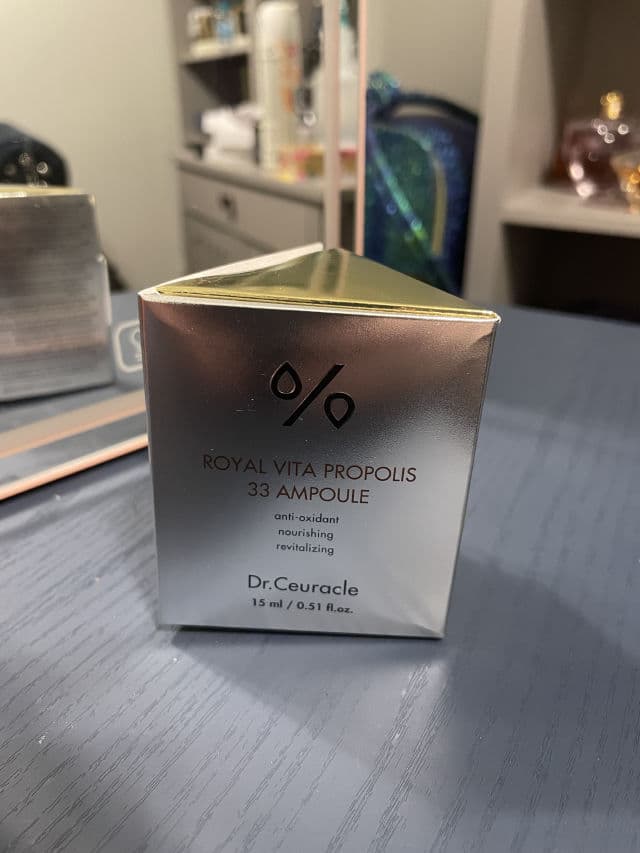 %
ROYAL VITA PROPOLIS
33 AMPOULE
anti-oxidant
nourishing
revitalizing
Dr.Ceuracle
15 ml / 0.51 fl.oz.